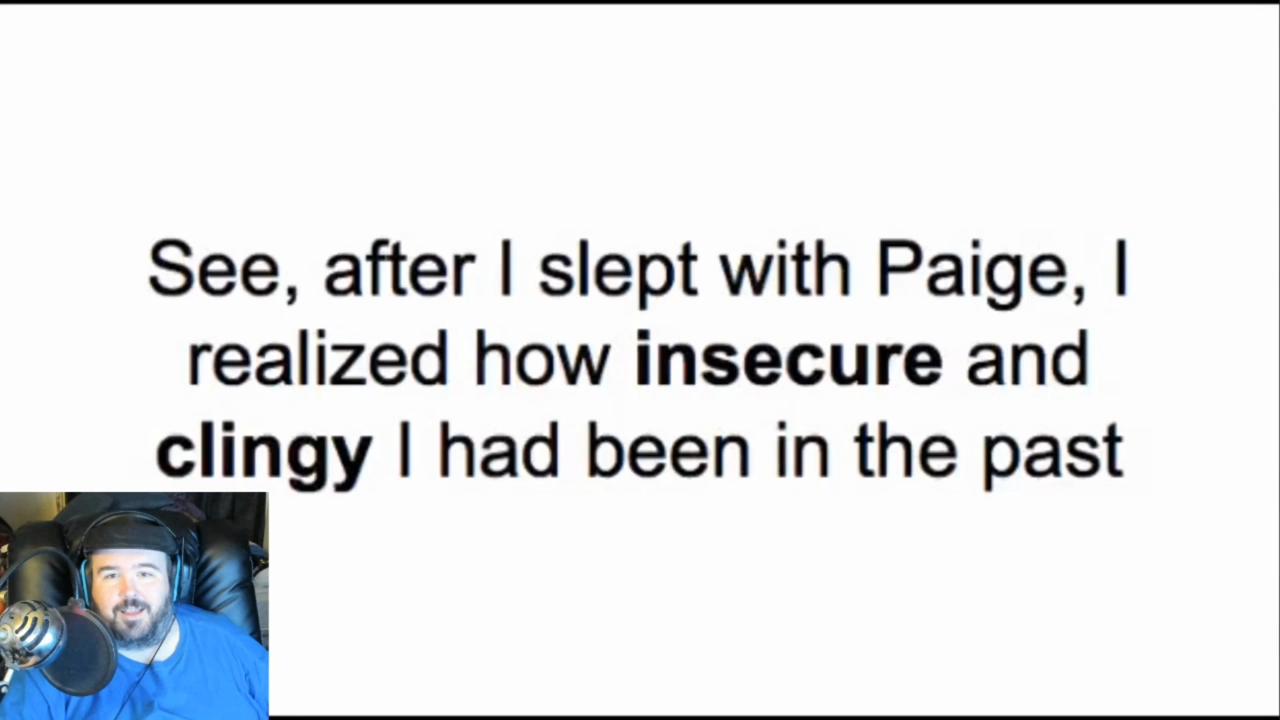 See, after I slept with Paige, I
realized how insecure and
clingy I had been in the past